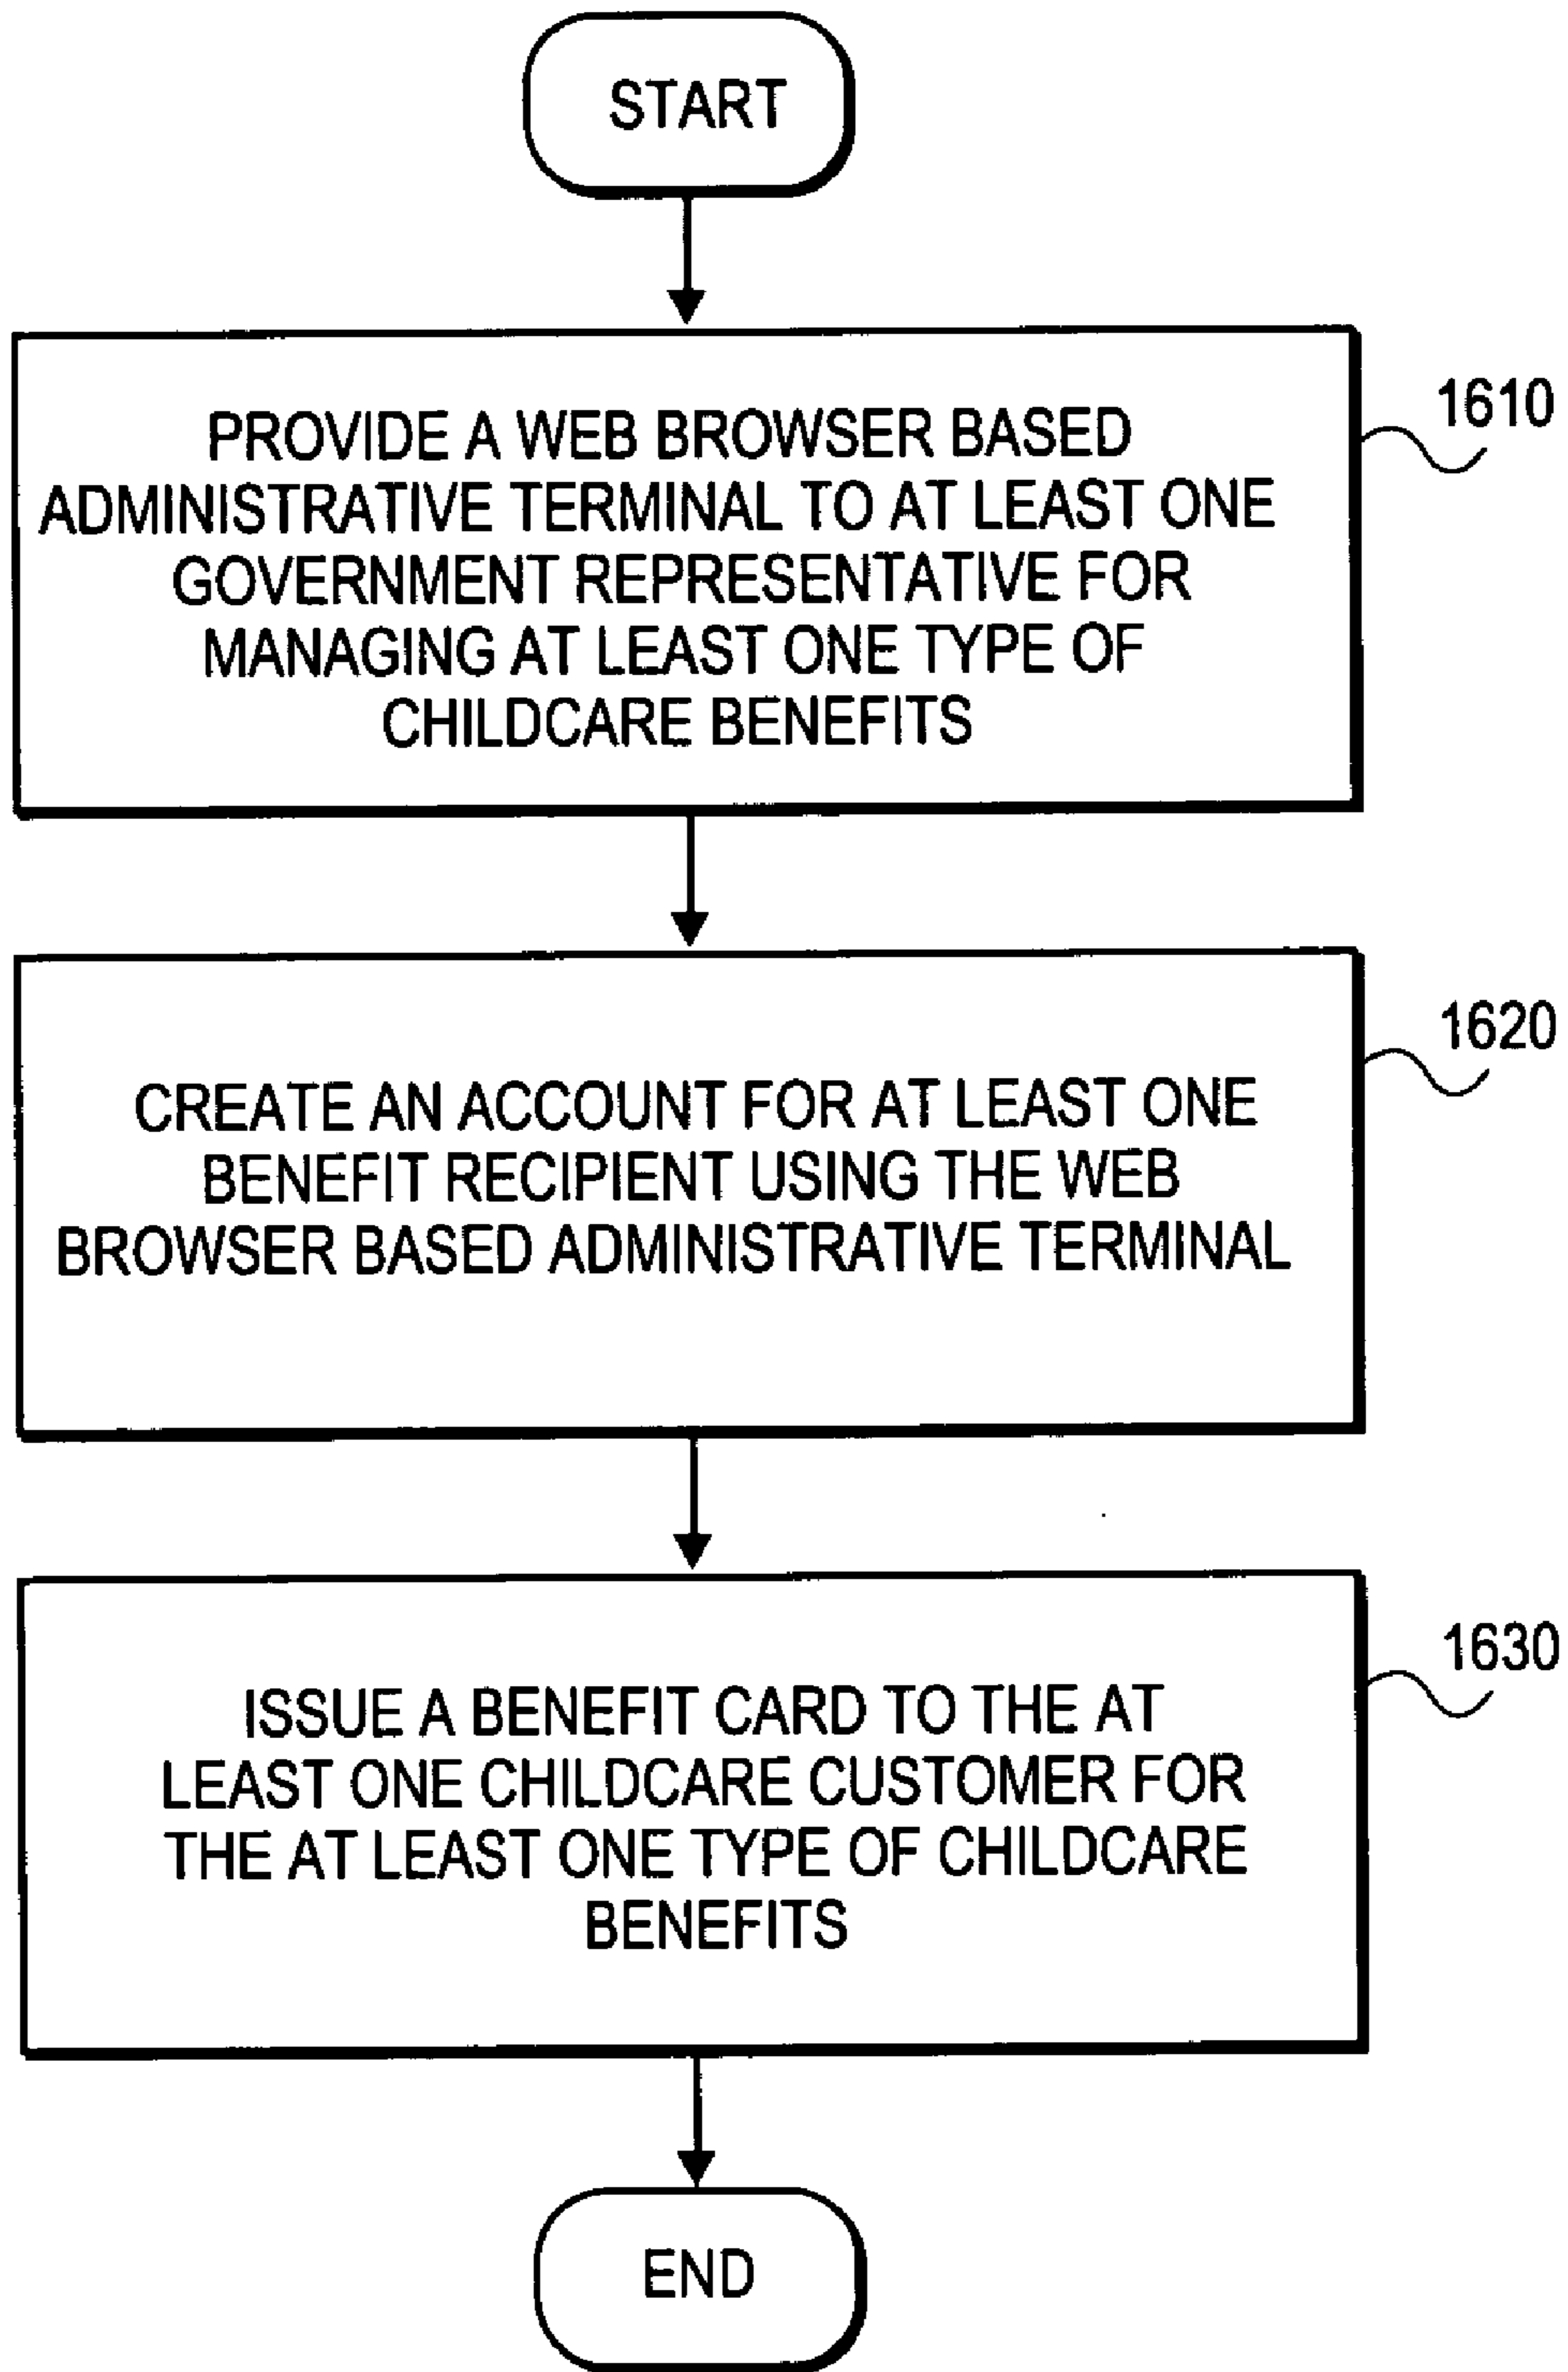 START
1610
PROVIDE A WEB BROWSER BASED
ADMINISTRATIVE TERMINAL TO AT LEAST ONE
GOVERNMENT REPRESENTATIVE FOR
MANAGING AT LEAST ONE TYPE OF
CHILDCARE BENEFITS
1620
CREATE AN ACCOUNT FOR AT LEAST ONE
BENEFIT RECIPIENT USING THE WEB
BROWSER BASED ADMINISTRATIVE TERMINAL
1630
ISSUE A BENEFIT CARD TO THE AT
LEAST ONE CHILDCARE CUSTOMER FOR
THE AT LEAST ONE TYPE OF CHILDCARE
BENEFITS
END